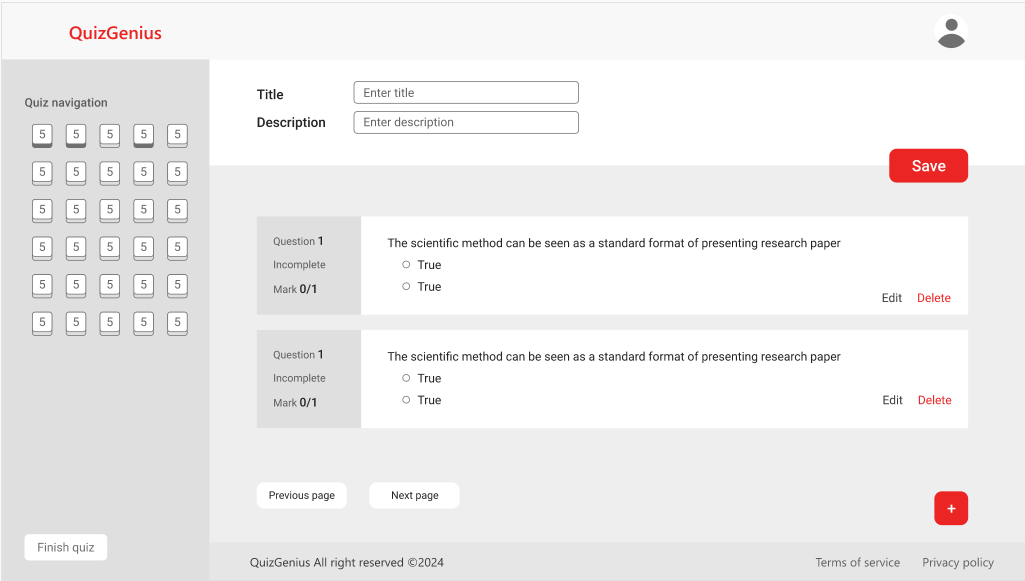 QuizGenius
Quiz navigation
5 5 5 5 5
5 5 5 5 5
5 5 5 5 5
5 5 5 5 5
5 5 5 5 5
5 5 5 5 5
Finish quiz
Title Enter title
Description Enter description
Save
Question 1
Incomplete
Mark 0/1
The scientific method can be seen as a standard format of presenting research paper
True
True
Edit Delete
Question 1
Incomplete
Mark 0/1
The scientific method can be seen as a standard format of presenting research paper
True
True
Edit Delete
Previous page Next page
+
QuizGenius All right reserved ©2024 Terms of service Privacy policy